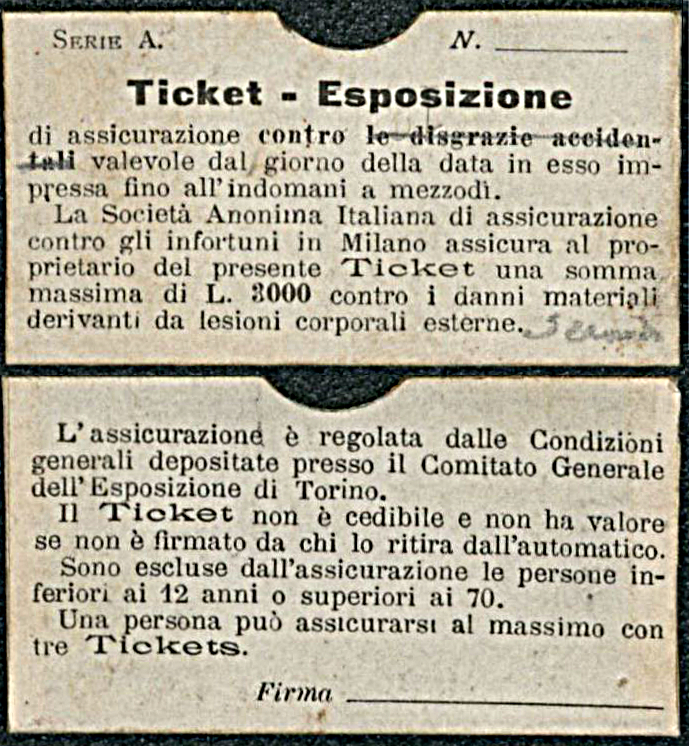 SERIE A. N.
Ticket - Esposizione
di assicurazione contro le disgrazie acciden-
tali valevole dal giorno della data in esso im-
pressa fino all'indomani a mezzodì.
La Società Anonima Italiana di assicurazione
contro gli infortuni in Milano assicura al pro-
prietario del presente Ticket una somma
massima di L. 3000 contro i danni materiali
derivanti da lesioni corporali esterne.
L'assicurazione è regolata dalle Condizioni
generali depositate presso il Comitato Generale
dell'Esposizione di Torino.
Il Ticket non è cedibile e non ha valore
se non è firmato da chi lo ritira dall'automatico.
Sono escluse dall'assicurazione le persone in-
feriori ai 12 anni o superiori ai 70.
Una persona può assicurarsi al massimo con
tre Tickets.
Firma